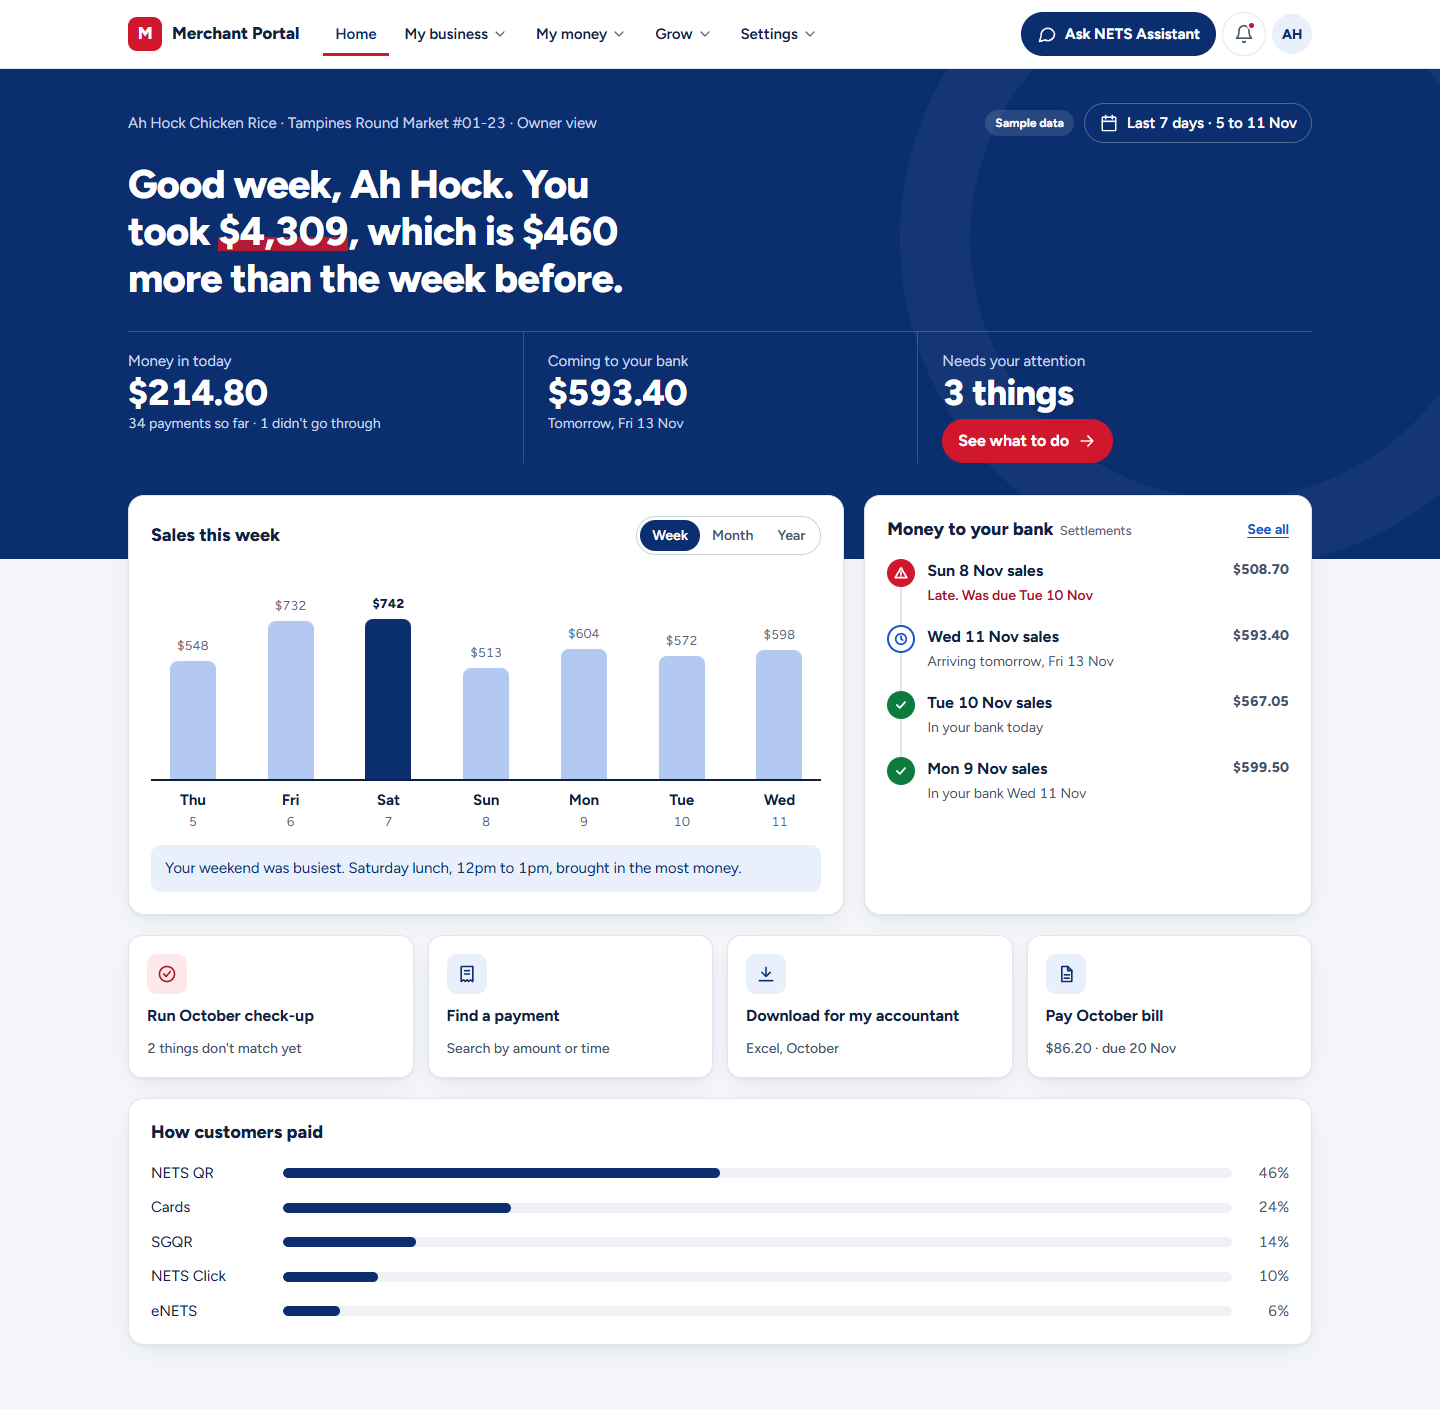 M Merchant Portal Home My business My money Grow Settings Ask NETS Assistant AH
Ah Hock Chicken Rice · Tampines Round Market #01-23 · Owner view
Sample data Last 7 days · 5 to 11 Nov
Good week, Ah Hock. You
took $4,309, which is $460
more than the week before.
Money in today
$214.80
34 payments so far · 1 didn't go through
Coming to your bank
$593.40
Tomorrow, Fri 13 Nov
Needs your attention
3 things
See what to do
Sales this week
Week Month Year
$548 $732 $742 $513 $604 $572 $598
Thu Fri Sat Sun Mon Tue Wed
5 6 7 8 9 10 11
Your weekend was busiest. Saturday lunch, 12pm to 1pm, brought in the most money.
Money to your bank Settlements See all
Sun 8 Nov sales $508.70
Late. Was due Tue 10 Nov
Wed 11 Nov sales $593.40
Arriving tomorrow, Fri 13 Nov
Tue 10 Nov sales $567.05
In your bank today
Mon 9 Nov sales $599.50
In your bank Wed 11 Nov
Run October check-up
2 things don't match yet
Find a payment
Search by amount or time
Download for my accountant
Excel, October
Pay October bill
$86.20 · due 20 Nov
How customers paid
NETS QR 46%
Cards 24%
SGQR 14%
NETS Click 10%
eNETS 6%